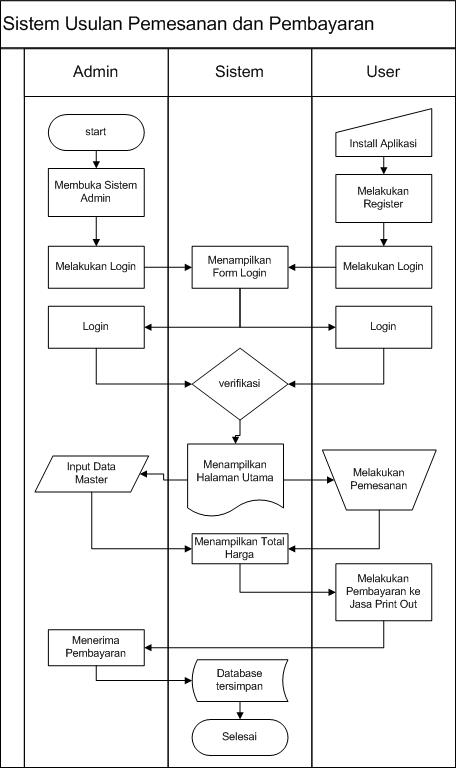 Sistem Usulan Pemesanan dan Pembayaran
Admin
Sistem
User
start
Install Aplikasi
Membuka Sistem
Admin
Melakukan
Register
Melakukan Login
Menampilkan
Form Login
Melakukan Login
Login
Login
verifikasi
Input Data
Master
Menampilkan
Halaman Utama
Melakukan
Pemesanan
Menampilkan Total
Harga
Melakukan
Pembayaran ke
Jasa Print Out
Menerima
Pembayaran
Database
tersimpan
Selesai